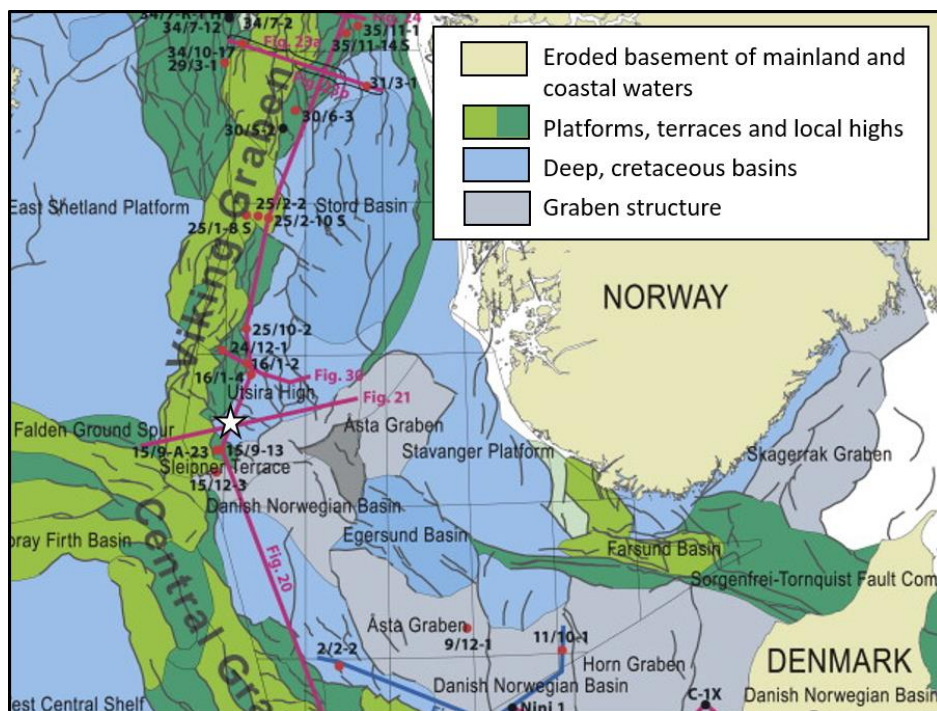 34/7-R-1 H
34/7-2
Fig. 24
34/7-12
35/11-1
34/10-17
Fig. 23a
35/11-14 S
29/3-1
Fig. 23b
31/3-1
30/6-3
30/5-2
Viking Graben
East Shetland Platform
25/2-2
Stord Basin
25/1-8 S
25/2-10 S
25/10-2
24/12-1
16/1-2
16/1-4
Fig. 30
Utsira High
Fig. 21
Falden Ground Spur
Åsta Graben
15/9-A-23
15/9-13
Stavanger Platform
Skagerrak Graben
Sleipner Terrace
15/12-3
Danish Norwegian Basin
oray Firth Basin
Egersund Basin
Farsund Basin
Central Gra
Fig. 20
Sorgenfrei-Tornquist Fault Com
Åsta Graben
9/12-1
11/10-1
2/2-2
Horn Graben
DENMARK
Danish Norwegian Basin
Danish Norwegian Basin
est Central Shelf
Nini 1
C-1X
NORWAY
Eroded basement of mainland and
coastal waters
Platforms, terraces and local highs
Deep, cretaceous basins
Graben structure